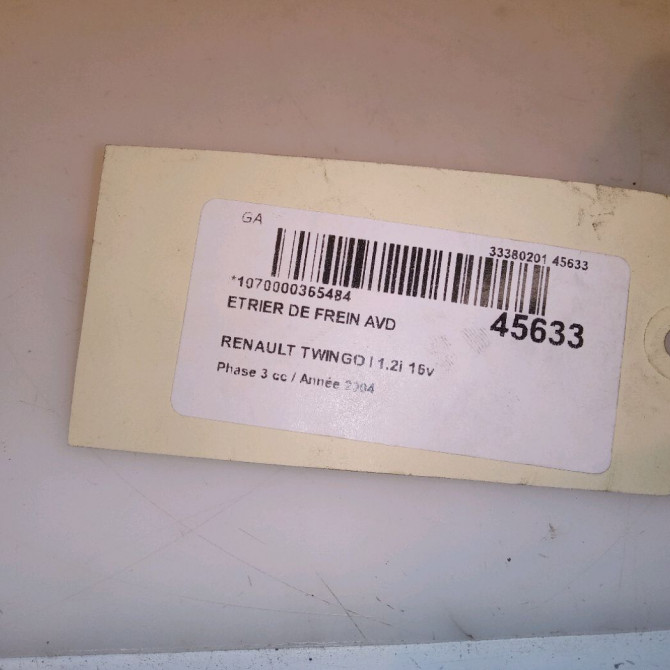 GA
33380201 45633
*1070000365484
ETRIER DE FREIN AVD
45633
RENAULT TWINGO I 1.2i 16v
Phase 3 cc / Année 2004